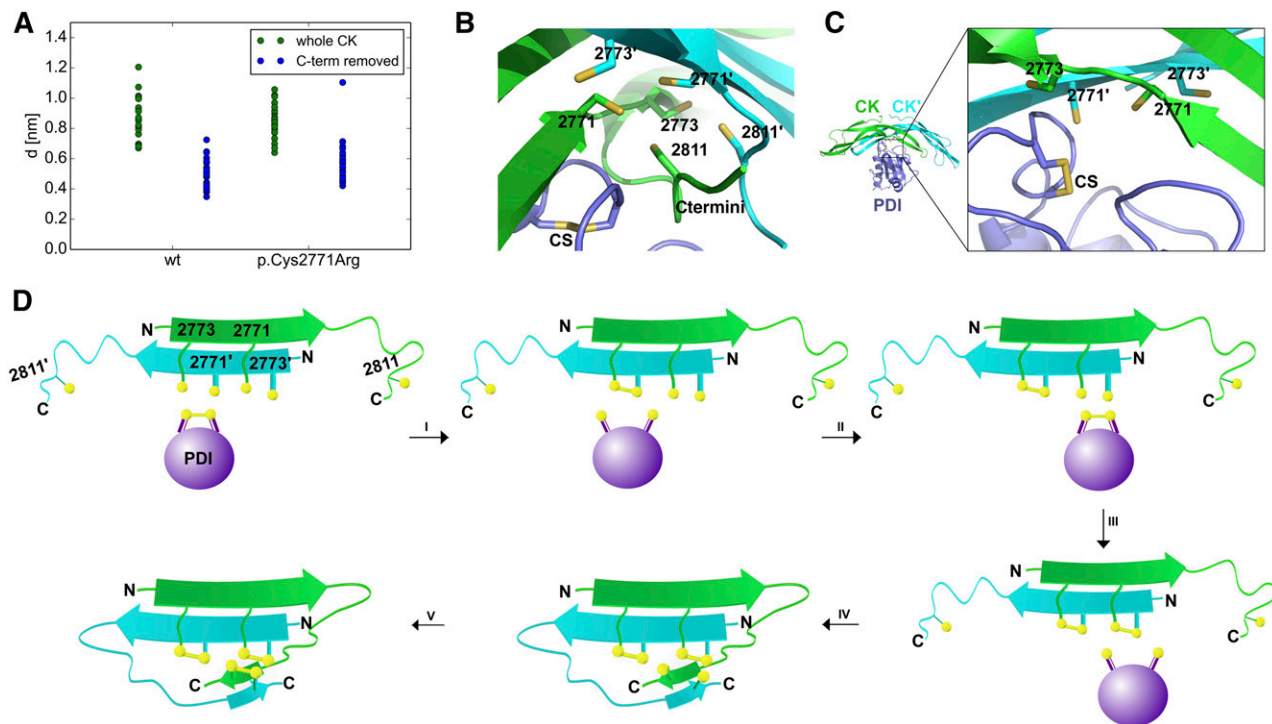 A
1.4
1.2
1.0
0.8
0.6
0.4
0.2
0.0
d [nm]
whole CK
C-term removed
wt
p.Cys2771Arg
B
2773'
2771'
2771
2773
2811'
2811
Ctermini
CS
C
CK CK'
PDI
2773
2773'
2771'
2771
CS
D
N
2773 2771
2771' 2773'
N
2811'
2811
C
C
PDI
I
N
N
C
C
II
N
N
C
C
III
N
N
C
C
IV
N
N
C
C
V
N
N
C
C